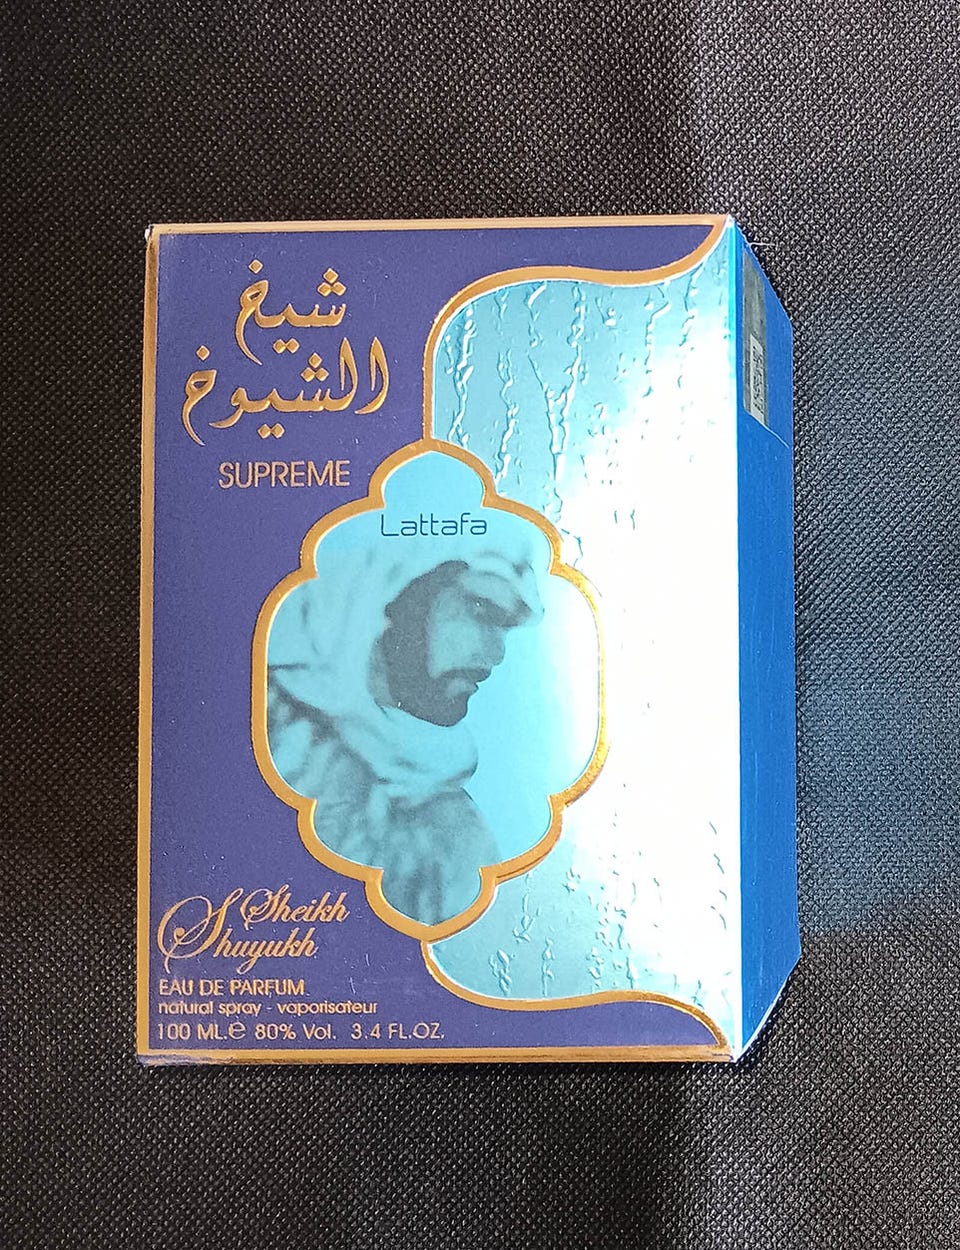 شيخ
الشيوخ
SUPREME
Lattafa
Sheikh
Shuyukh
EAU DE PARFUM
natural spray - vaporisateur
100 ML.e 80% Vol. 3.4 FL.OZ.